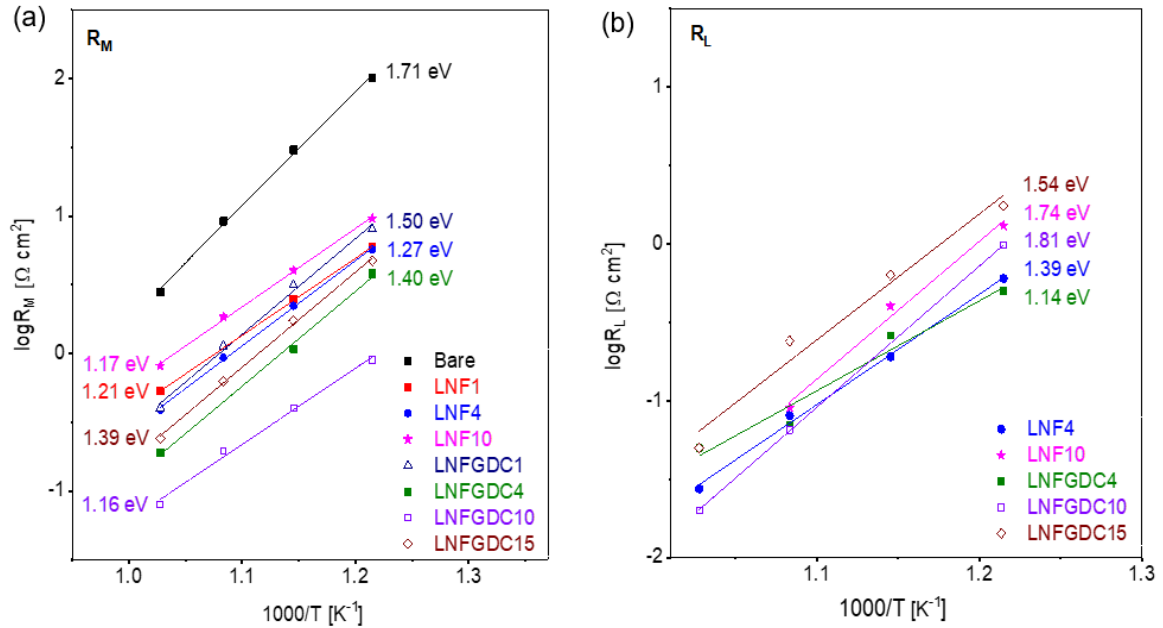 (a)
R_M
logR_M [Ω cm²]
2
1
0
-1
1.71 eV
1.50 eV
1.27 eV
1.40 eV
1.17 eV
1.21 eV
1.39 eV
1.16 eV
Bare
LNF1
LNF4
LNF10
LNFGDC1
LNFGDC4
LNFGDC10
LNFGDC15
1.0 1.1 1.2 1.3
1000/T [K⁻¹]
(b)
R_L
logR_L [Ω cm²]
1
0
-1
-2
1.54 eV
1.74 eV
1.81 eV
1.39 eV
1.14 eV
LNF4
LNF10
LNFGDC4
LNFGDC10
LNFGDC15
1.1 1.2 1.3
1000/T [K⁻¹]